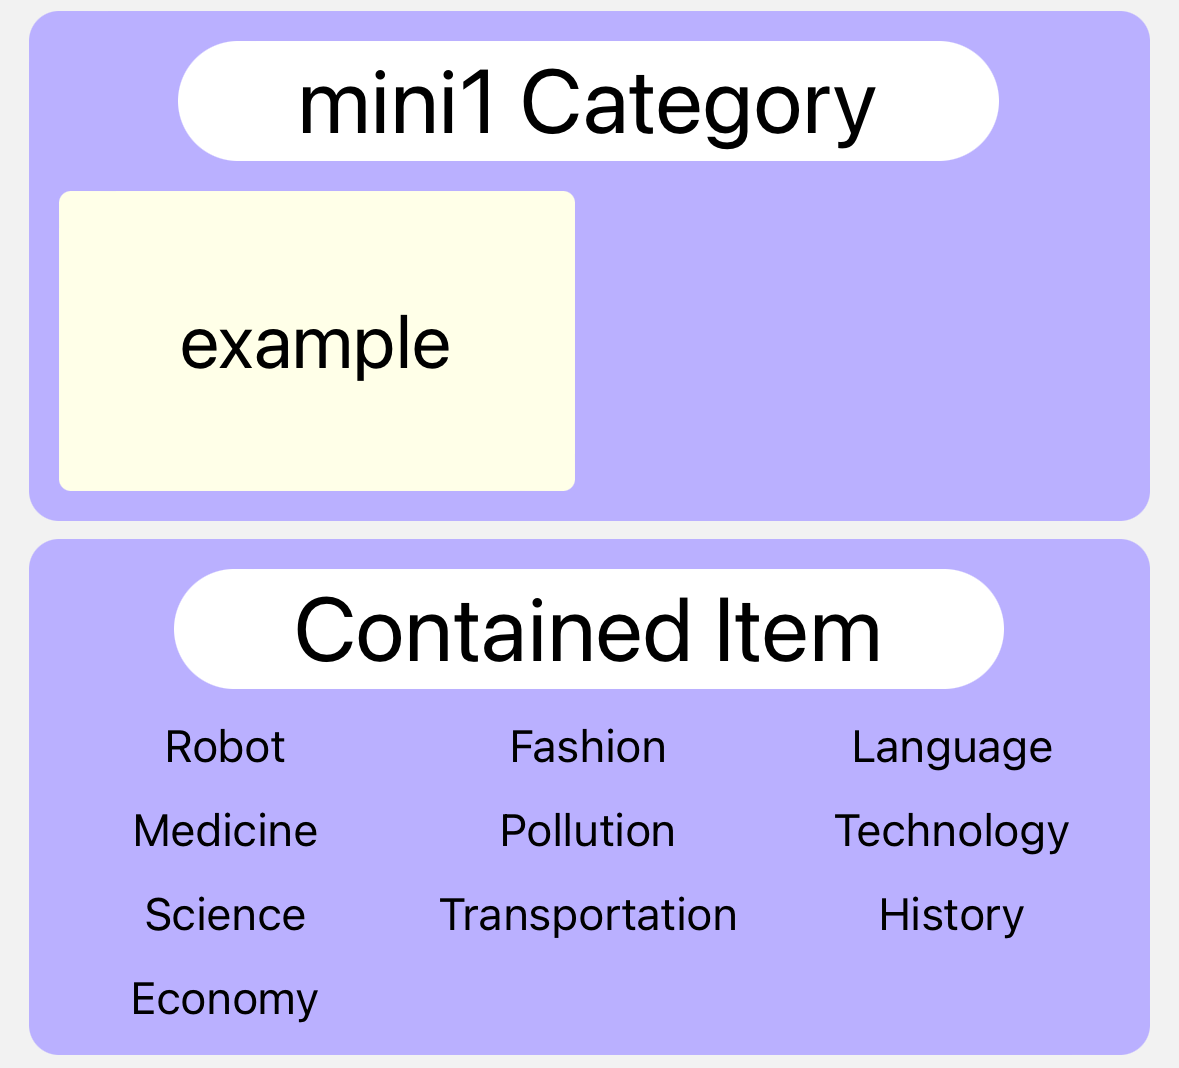 mini1 Category
example
Contained Item
Robot Fashion Language
Medicine Pollution Technology
Science Transportation History
Economy